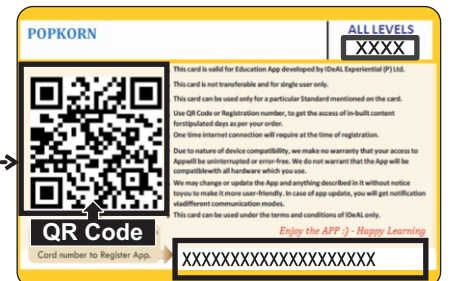 POPKORN
ALL LEVELS
XXXX
This card is valid for Education App developed by IDeAL Experiential (P) Ltd.
This card is not transferable and for single user only.
This card can be used only for a particular Standard mentioned on the card.
Use QR Code or Registration number, to get the access of in-built content
forstipulated days as per your order.
One time internet connection will require at the time of registration.
Due to nature of device compatibility, we make no warranty that your access to
Appwill be uninterrupted or error-free. We do not warrant that the App will be
compatiblewith all hardware which you use.
We may change or update the App and anything described in it without notice
toyou to make it more user-friendly. In case of app update, you will get notification
viadifferent communication modes.
This card can be used under the terms and conditions of IDeAL only.
QR Code
Enjoy the APP :) - Happy Learning
Card number to Register App.
XXXXXXXXXXXXXXXXXXXX